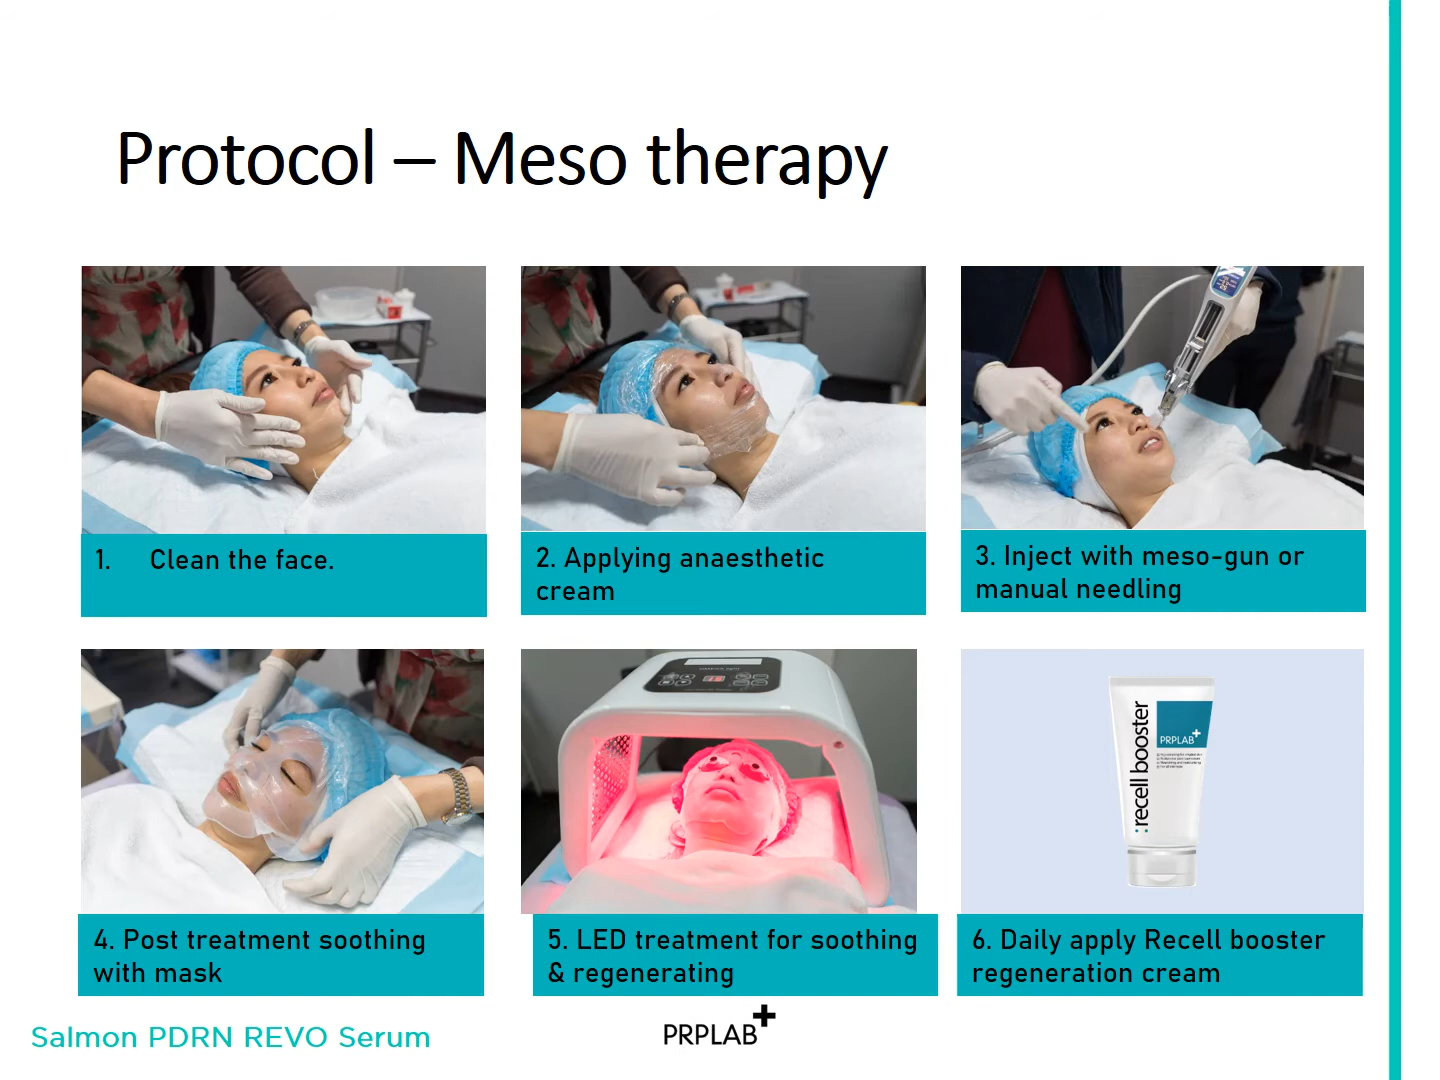 Protocol – Meso therapy
1. Clean the face.
2. Applying anaesthetic
cream
3. Inject with meso-gun or
manual needling
4. Post treatment soothing
with mask
5. LED treatment for soothing
& regenerating
:recell booster
PRPLAB+
6. Daily apply Recell booster
regeneration cream
Salmon PDRN REVO Serum
PRPLAB+